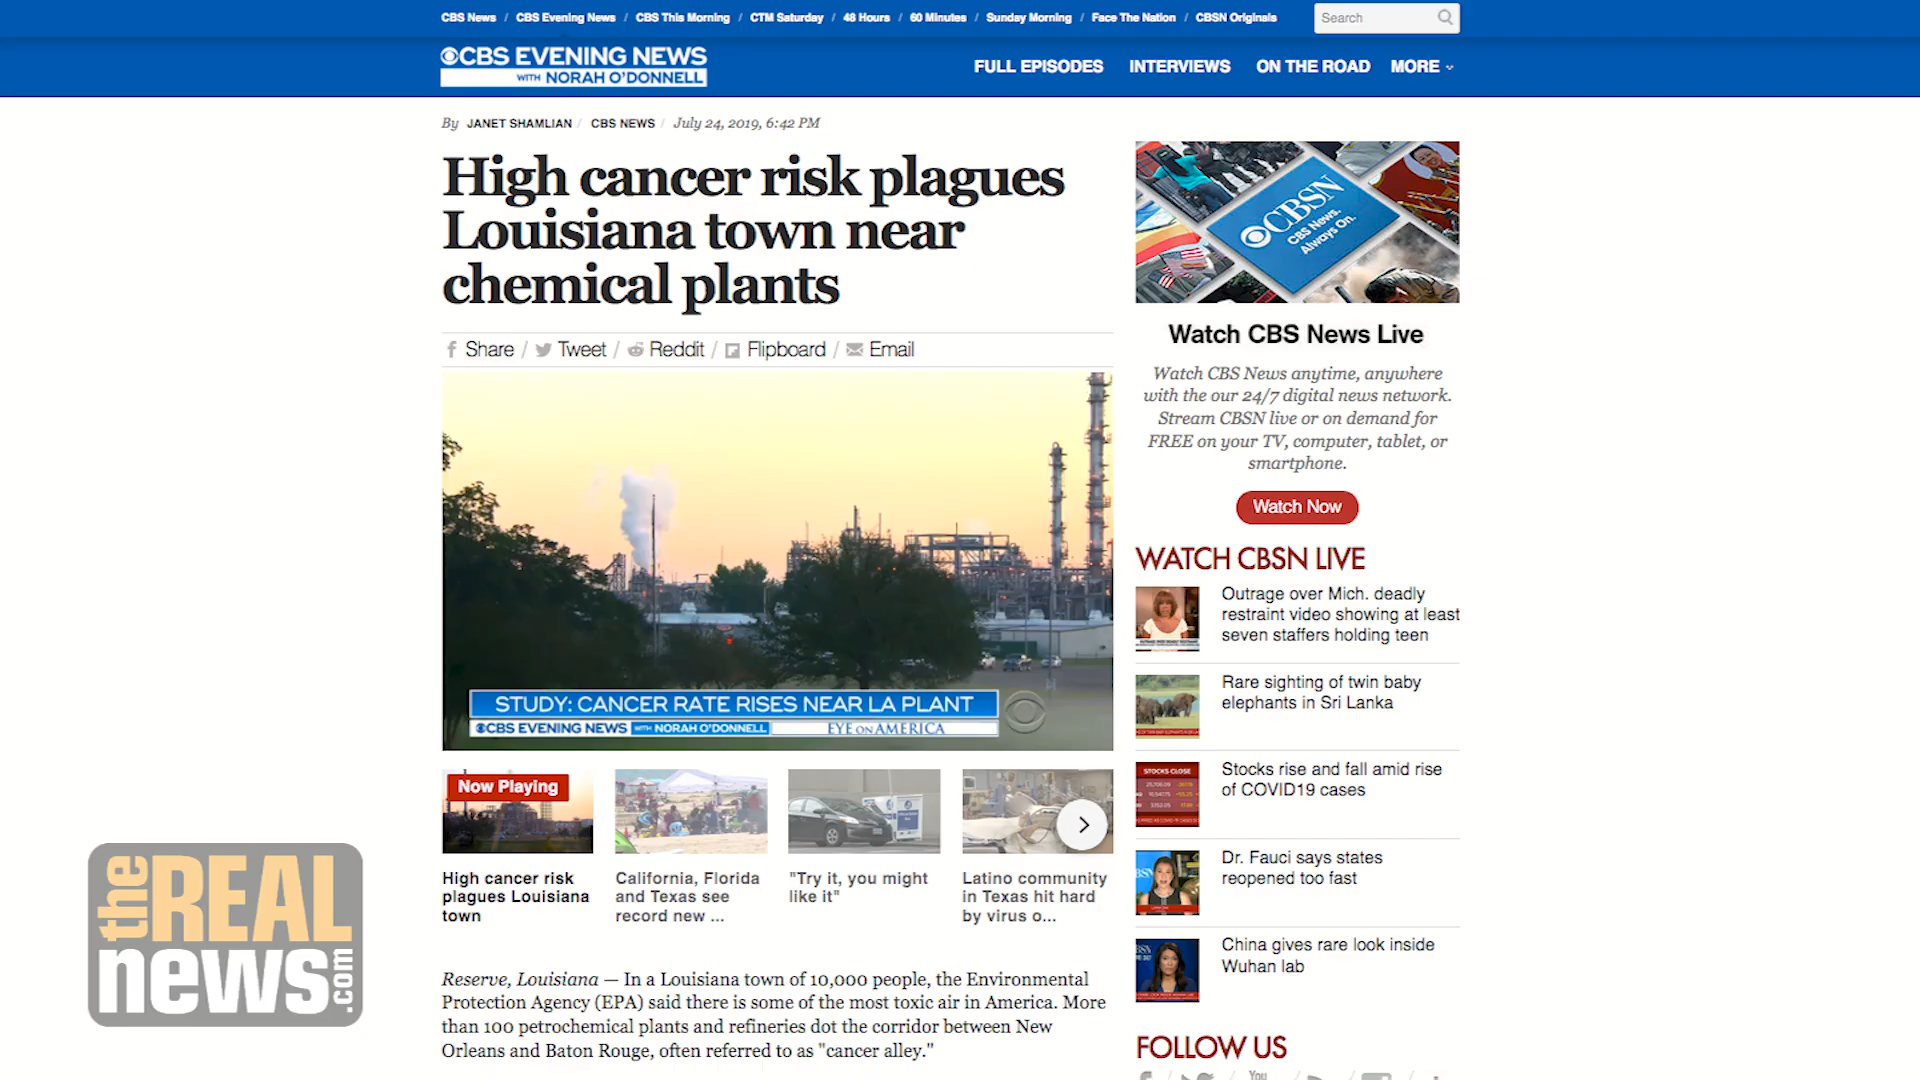 CBS News / CBS Evening News / CBS This Morning / CTM Saturday / 48 Hours / 60 Minutes / Sunday Morning / Face The Nation / CBSN Originals
Search
CBS EVENING NEWS
WITH NORAH O'DONNELL
FULL EPISODES INTERVIEWS ON THE ROAD MORE
By JANET SHAMLIAN / CBS NEWS / July 24, 2019, 6:42 PM
High cancer risk plagues
Louisiana town near
chemical plants
Share / Tweet / Reddit / Flipboard / Email
STUDY: CANCER RATE RISES NEAR LA PLANT
CBS EVENING NEWS WITH NORAH O'DONNELL EYE ON AMERICA
Now Playing
High cancer risk
plagues Louisiana
town
California, Florida
and Texas see
record new ...
"Try it, you might
like it"
Latino community
in Texas hit hard
by virus o...
Reserve, Louisiana — In a Louisiana town of 10,000 people, the Environmental
Protection Agency (EPA) said there is some of the most toxic air in America. More
than 100 petrochemical plants and refineries dot the corridor between New
Orleans and Baton Rouge, often referred to as "cancer alley."
CBSN
CBS News.
Always On.
Watch CBS News Live
Watch CBS News anytime, anywhere
with the our 24/7 digital news network.
Stream CBSN live or on demand for
FREE on your TV, computer, tablet, or
smartphone.
Watch Now
WATCH CBSN LIVE
Outrage over Mich. deadly
restraint video showing at least
seven staffers holding teen
Rare sighting of twin baby
elephants in Sri Lanka
STOCKS CLOSE
Stocks rise and fall amid rise
of COVID19 cases
Dr. Fauci says states
reopened too fast
China gives rare look inside
Wuhan lab
FOLLOW US
You
the REAL
news.com